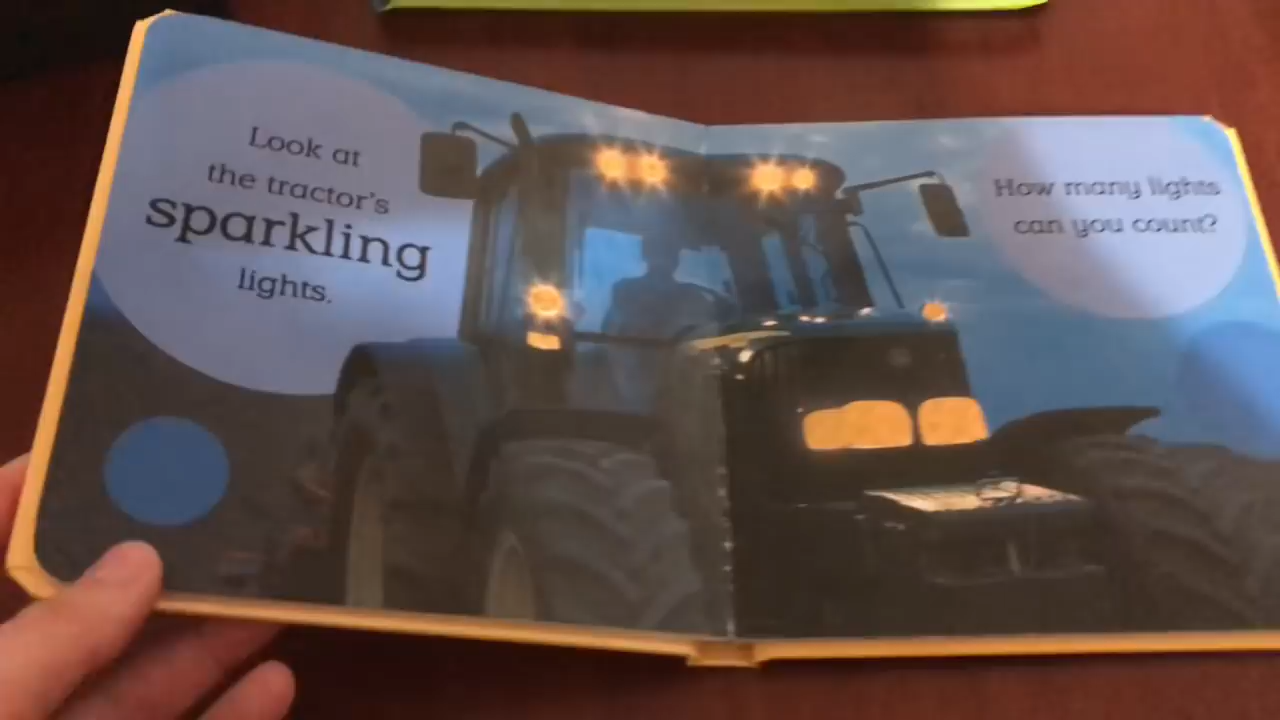 Look at
the tractor's
sparkling
lights.
How many lights
can you count?